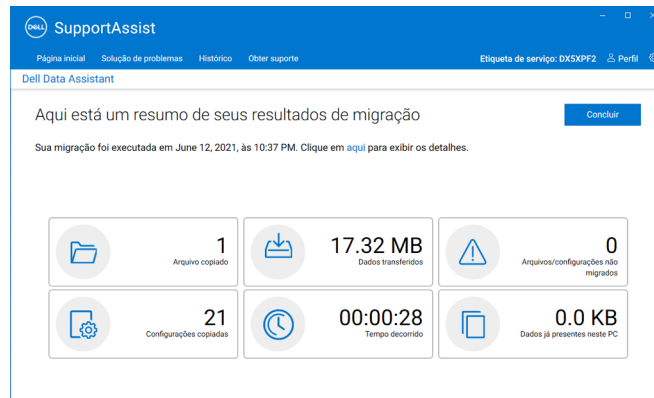 DELL SupportAssist
Página inicial Solução de problemas Histórico Obter suporte Etiqueta de serviço: DX5XPF2 Perfil
Dell Data Assistant
Aqui está um resumo de seus resultados de migração
Concluir
Sua migração foi executada em June 12, 2021, às 10:37 PM. Clique em aqui para exibir os detalhes.
1
Arquivo copiado
17.32 MB
Dados transferidos
0
Arquivos/configurações não
migrados
21
Configurações copiadas
00:00:28
Tempo decorrido
0.0 KB
Dados já presentes neste PC